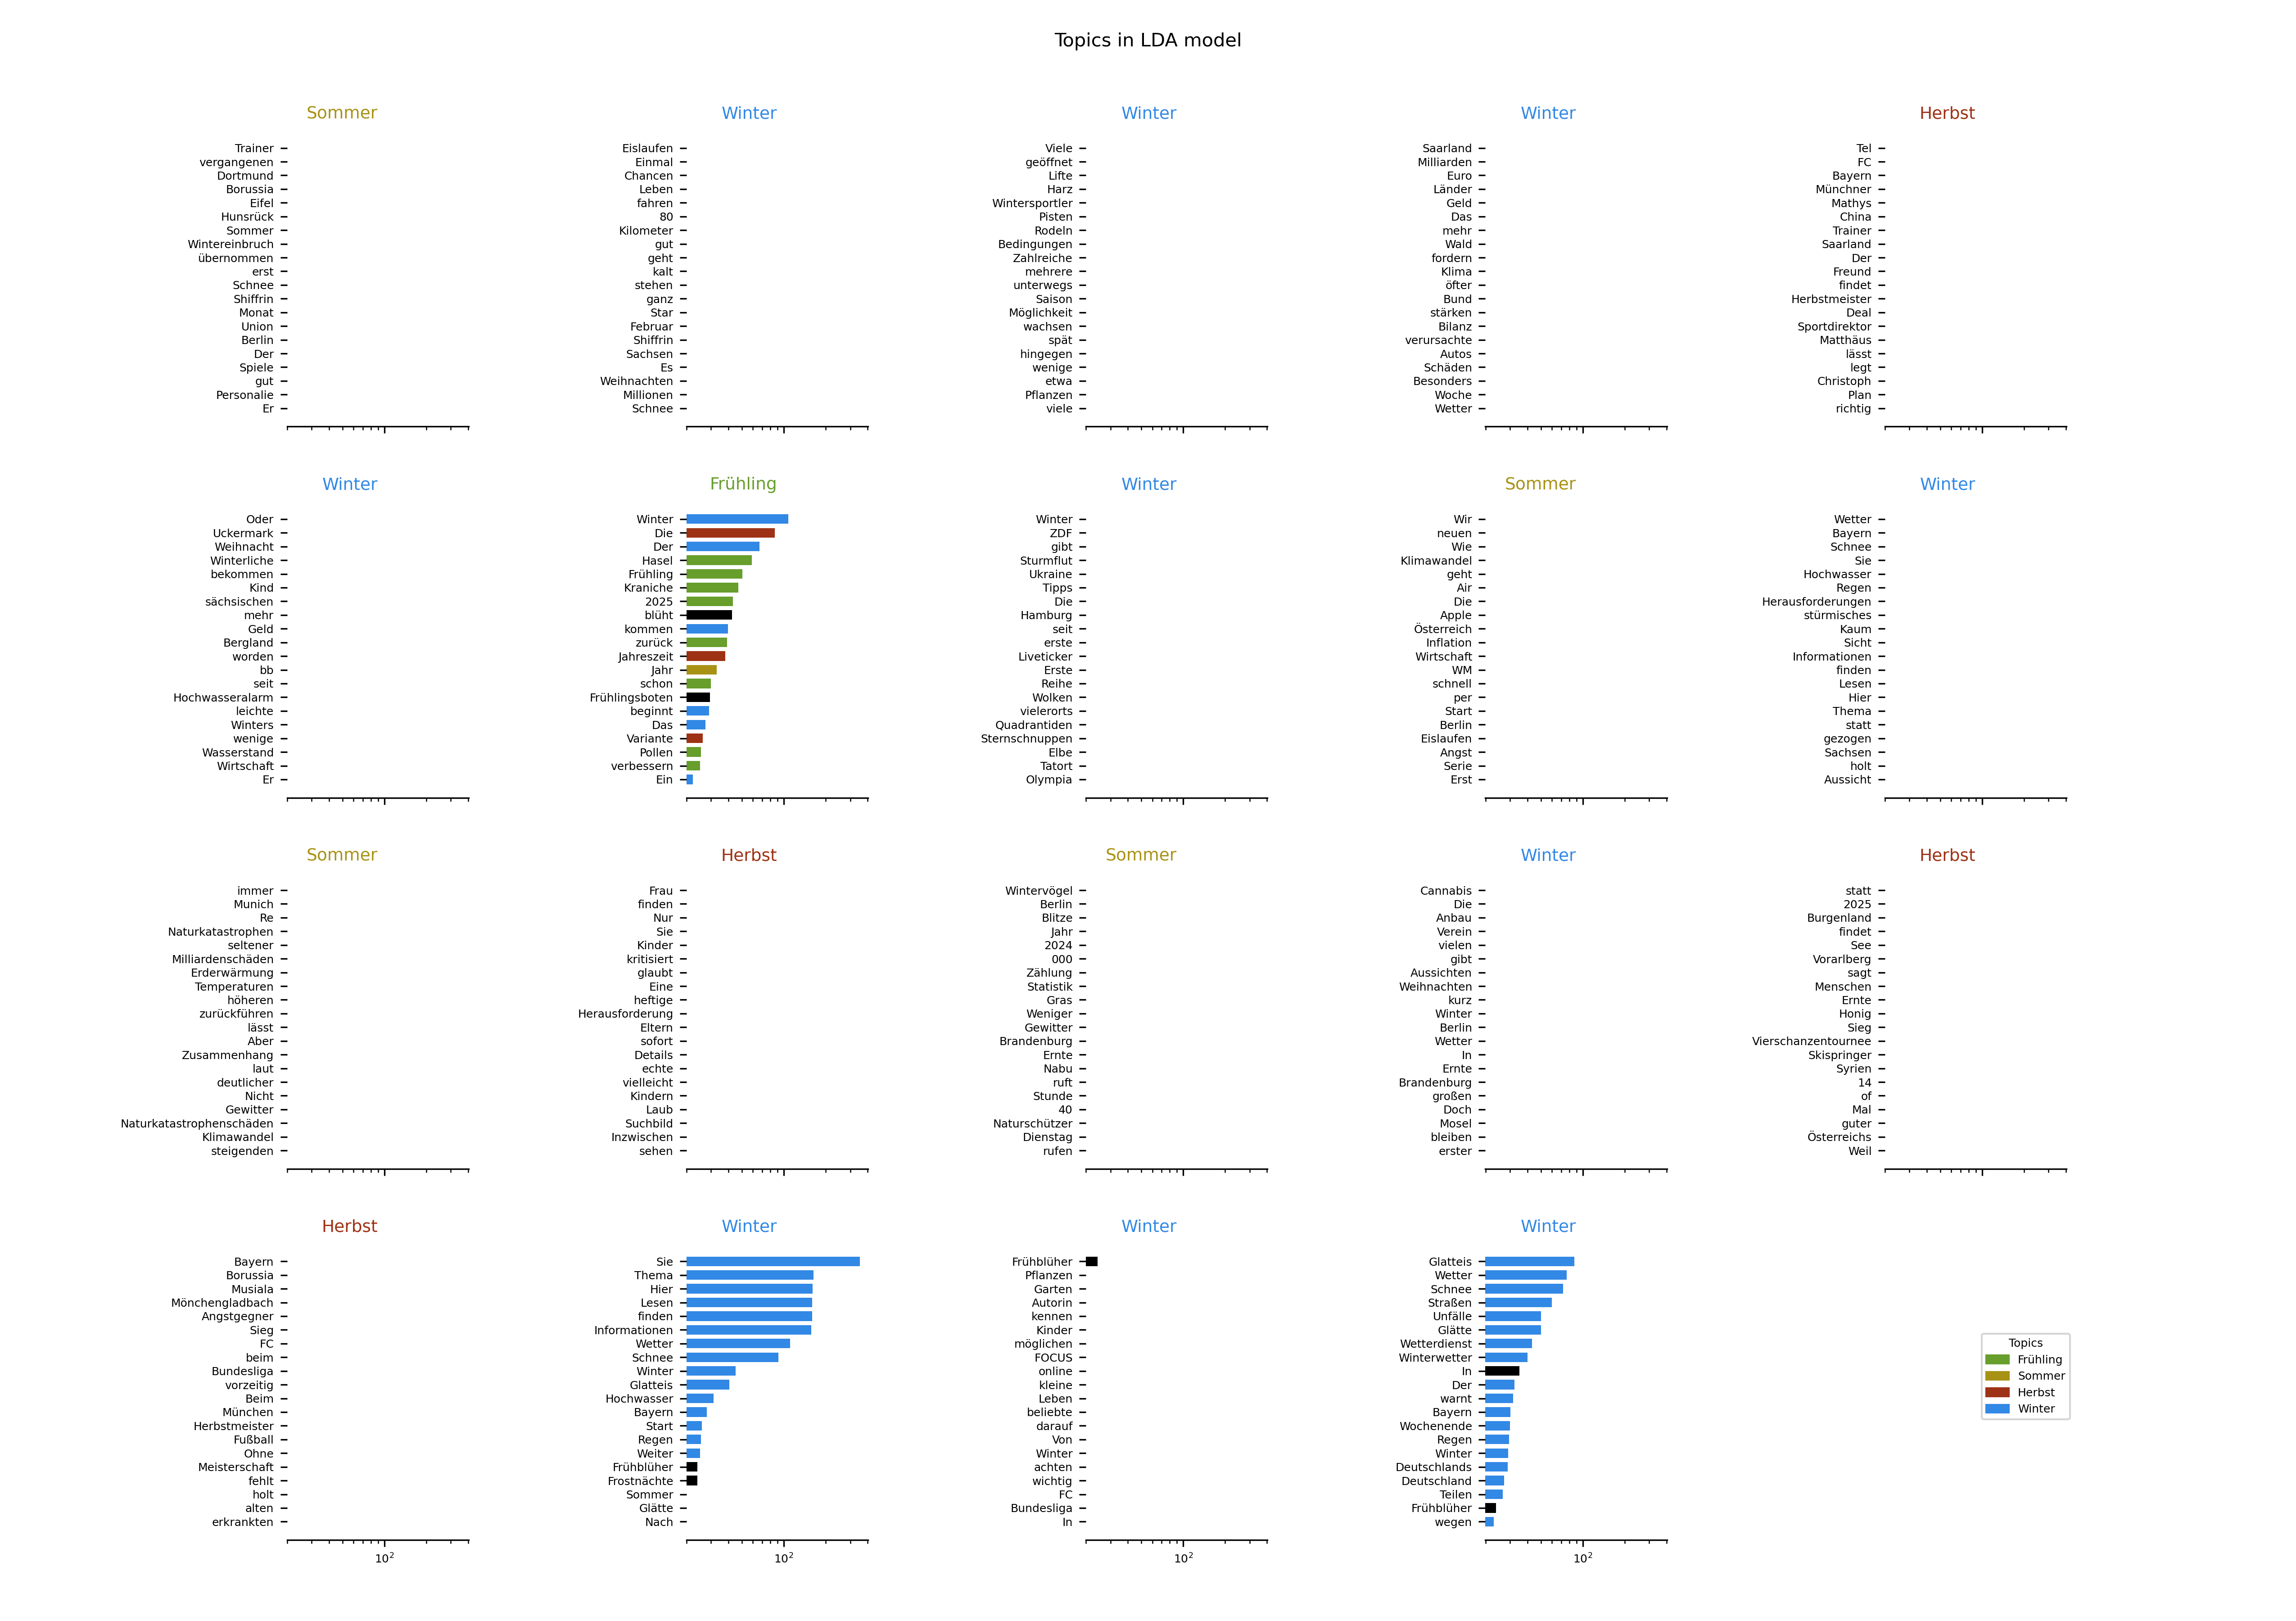 Topics in LDA model
Sommer
Trainer
vergangenen
Dortmund
Borussia
Eifel
Hunsrück
Sommer
Wintereinbruch
übernommen
erst
Schnee
Shiffrin
Monat
Union
Berlin
Der
Spiele
gut
Personalie
Er
Winter
Eislaufen
Einmal
Chancen
Leben
fahren
80
Kilometer
gut
geht
kalt
stehen
ganz
Star
Februar
Shiffrin
Sachsen
Es
Weihnachten
Millionen
Schnee
Winter
Viele
geöffnet
Lifte
Harz
Wintersportler
Pisten
Rodeln
Bedingungen
Zahlreiche
mehrere
unterwegs
Saison
Möglichkeit
wachsen
spät
hingegen
wenige
etwa
Pflanzen
viele
Winter
Saarland
Milliarden
Euro
Länder
Geld
Das
mehr
Wald
fordern
Klima
öfter
Bund
stärken
Bilanz
verursachte
Autos
Schäden
Besonders
Woche
Wetter
Herbst
Tel
FC
Bayern
Münchner
Mathys
China
Trainer
Saarland
Der
Freund
findet
Herbstmeister
Deal
Sportdirektor
Matthäus
lässt
legt
Christoph
Plan
richtig
Winter
Oder
Uckermark
Weihnacht
Winterliche
bekommen
Kind
sächsischen
mehr
Geld
Bergland
worden
bb
seit
Hochwasseralarm
leichte
Winters
wenige
Wasserstand
Wirtschaft
Er
Frühling
Winter
Die
Der
Hasel
Frühling
Kraniche
2025
blüht
kommen
zurück
Jahreszeit
Jahr
schon
Frühlingsboten
beginnt
Das
Variante
Pollen
verbessern
Ein
Winter
Winter
ZDF
gibt
Sturmflut
Ukraine
Tipps
Die
Hamburg
seit
erste
Liveticker
Erste
Reihe
Wolken
vielerorts
Quadrantiden
Sternschnuppen
Elbe
Tatort
Olympia
Sommer
Wir
neuen
Wie
Klimawandel
geht
Air
Die
Apple
Österreich
Inflation
Wirtschaft
WM
schnell
per
Start
Berlin
Eislaufen
Angst
Serie
Erst
Winter
Wetter
Bayern
Schnee
Sie
Hochwasser
Regen
Herausforderungen
stürmisches
Kaum
Sicht
Informationen
finden
Lesen
Hier
Thema
statt
gezogen
Sachsen
holt
Aussicht
Sommer
immer
Munich
Re
Naturkatastrophen
seltener
Milliardenschäden
Erderwärmung
Temperaturen
höheren
zurückführen
lässt
Aber
Zusammenhang
laut
deutlicher
Nicht
Gewitter
Naturkatastrophenschäden
Klimawandel
steigenden
Herbst
Frau
finden
Nur
Sie
Kinder
kritisiert
glaubt
Eine
heftige
Herausforderung
Eltern
sofort
Details
echte
vielleicht
Kindern
Laub
Suchbild
Inzwischen
sehen
Sommer
Wintervögel
Berlin
Blitze
Jahr
2024
000
Zählung
Statistik
Gras
Weniger
Gewitter
Brandenburg
Ernte
Nabu
ruft
Stunde
40
Naturschützer
Dienstag
rufen
Winter
Cannabis
Die
Anbau
Verein
vielen
gibt
Aussichten
Weihnachten
kurz
Winter
Berlin
Wetter
In
Ernte
Brandenburg
großen
Doch
Mosel
bleiben
erster
Herbst
statt
2025
Burgenland
findet
See
Vorarlberg
sagt
Menschen
Ernte
Honig
Sieg
Vierschanzentournee
Skispringer
Syrien
14
of
Mal
guter
Österreichs
Weil
Herbst
Bayern
Borussia
Musiala
Mönchengladbach
Angstgegner
Sieg
FC
beim
Bundesliga
vorzeitig
Beim
München
Herbstmeister
Fußball
Ohne
Meisterschaft
fehlt
holt
alten
erkrankten
10²
Winter
Sie
Thema
Hier
Lesen
finden
Informationen
Wetter
Schnee
Winter
Glatteis
Hochwasser
Bayern
Start
Regen
Weiter
Frühblüher
Frostnächte
Sommer
Glätte
Nach
10²
Winter
Frühblüher
Pflanzen
Garten
Autorin
kennen
Kinder
möglichen
FOCUS
online
kleine
Leben
beliebte
darauf
Von
Winter
achten
wichtig
FC
Bundesliga
In
10²
Winter
Glatteis
Wetter
Schnee
Straßen
Unfälle
Glätte
Wetterdienst
Winterwetter
In
Der
warnt
Bayern
Wochenende
Regen
Winter
Deutschlands
Deutschland
Teilen
Frühblüher
wegen
10²
Topics
Frühling
Sommer
Herbst
Winter